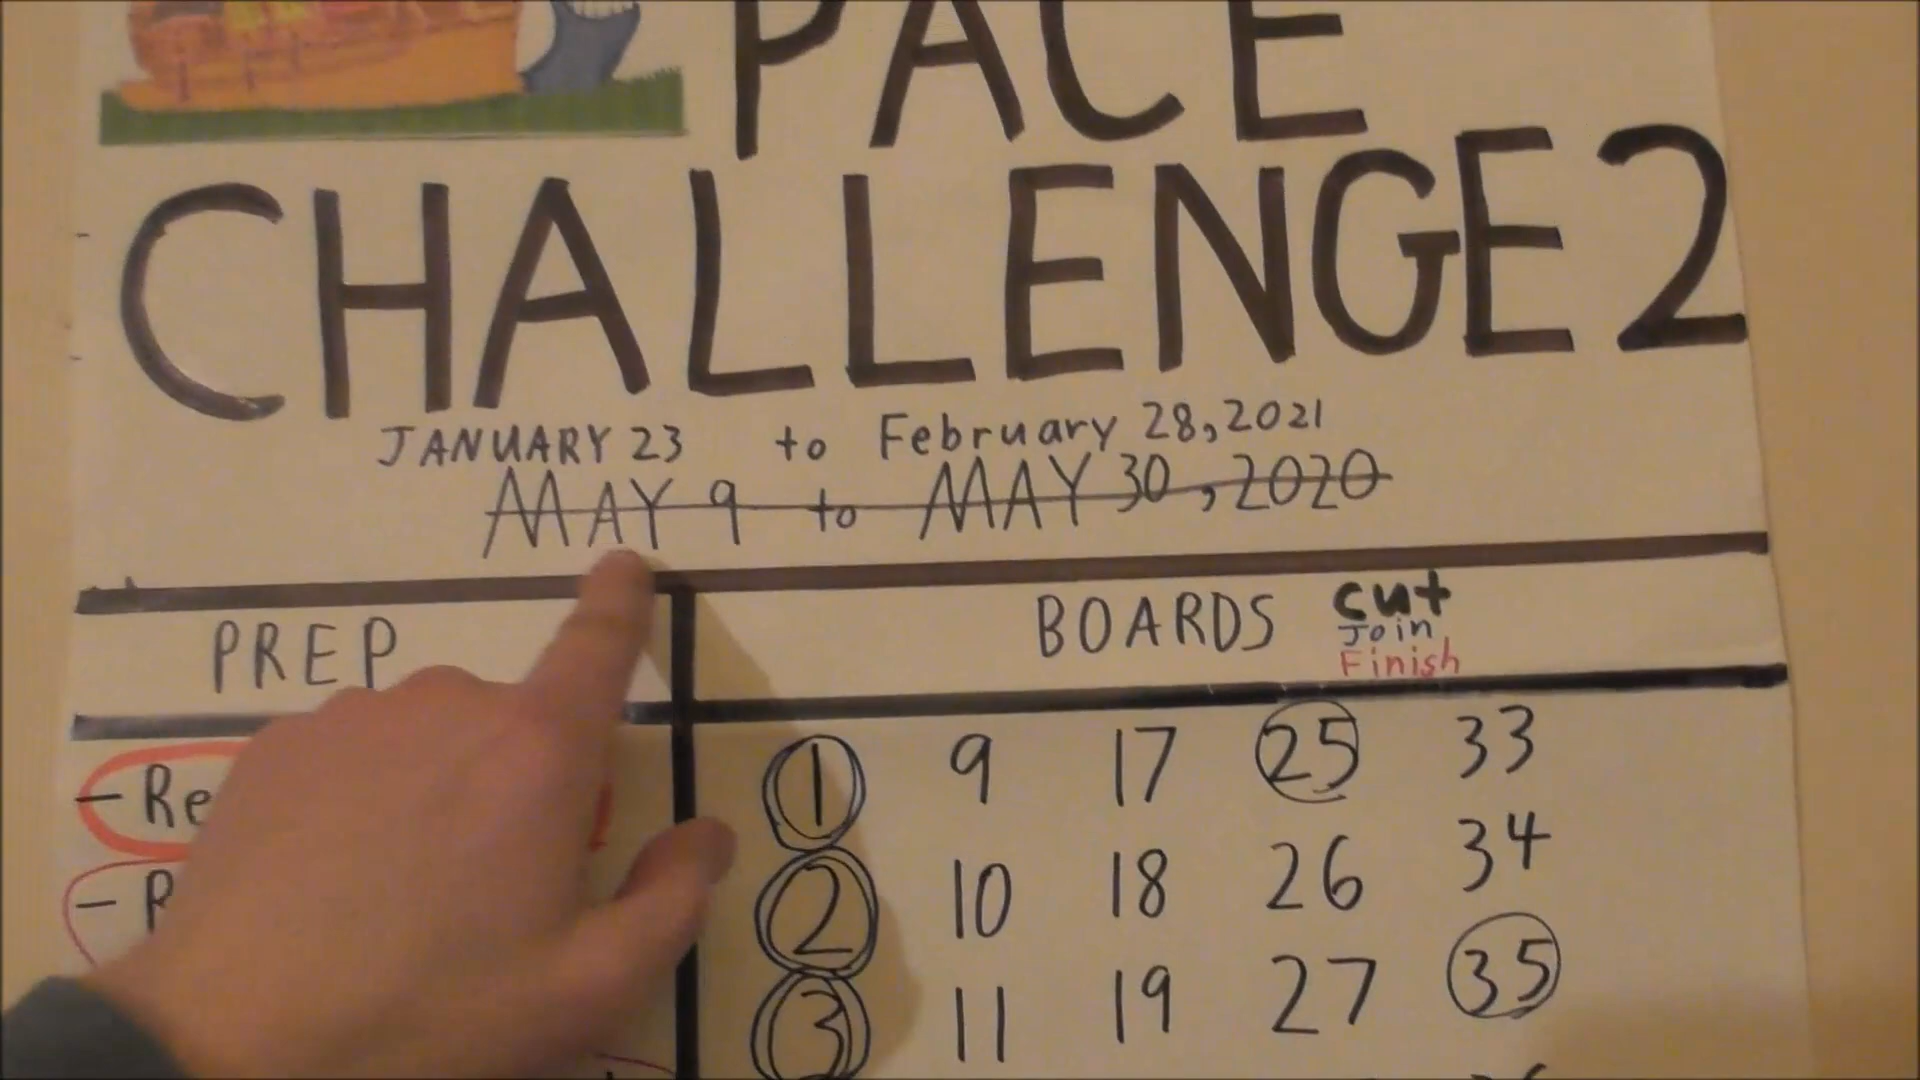 PACE
CHALLENGE 2
JANUARY 23 to February 28, 2021
MAY 9 to MAY 30, 2020
PREP
BOARDS cut
Join
Finish
1 9 17 25 33
2 10 18 26 34
3 11 19 27 35